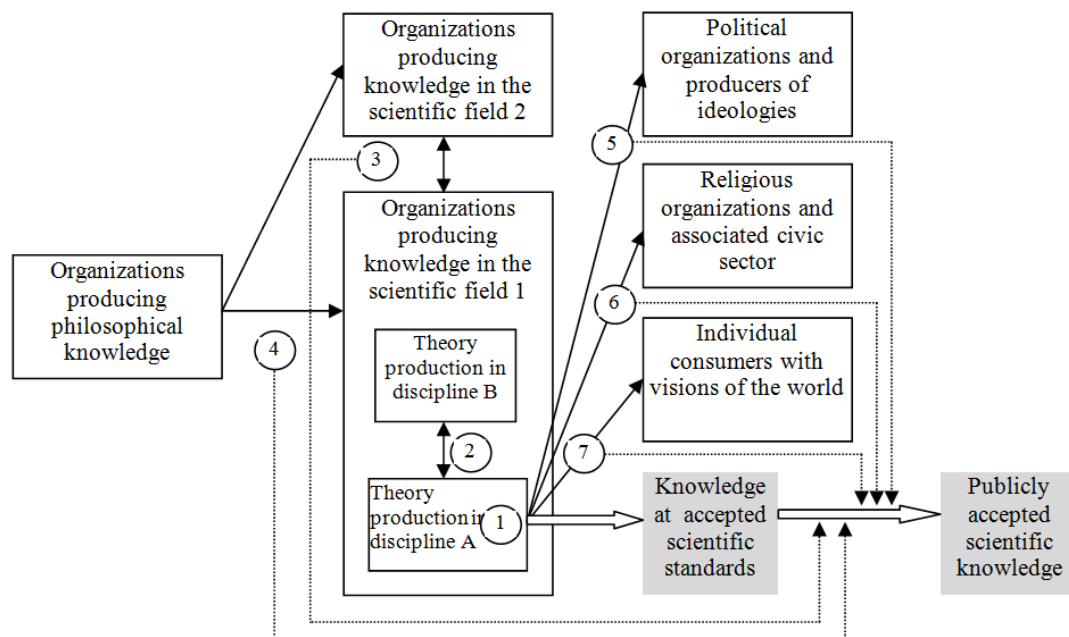 Organizations
producing
knowledge in the
scientific field 2
Political
organizations and
producers of
ideologies
5
3
Organizations
producing
knowledge in the
scientific field 1
Religious
organizations and
associated civic
sector
Organizations
producing
philosophical
knowledge
6
4
Theory
production in
discipline B
Individual
consumers with
visions of the
world
2
7
Theory
production in
discipline A
1
Knowledge
at accepted
scientific
standards
Publicly
accepted
scientific
knowledge